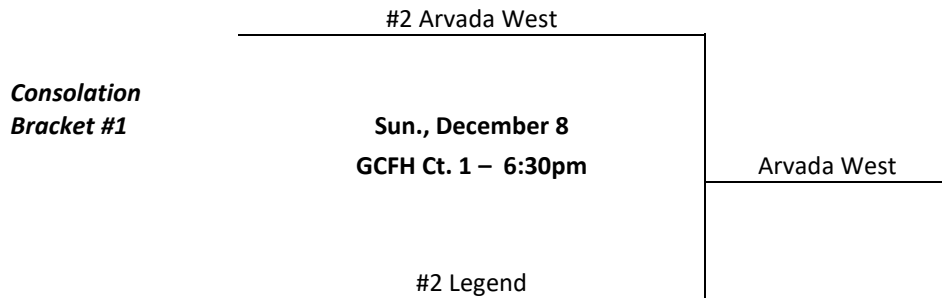 #2 Arvada West
Consolation
Bracket #1
Sun., December 8
GCFH Ct. 1 – 6:30pm
Arvada West
#2 Legend